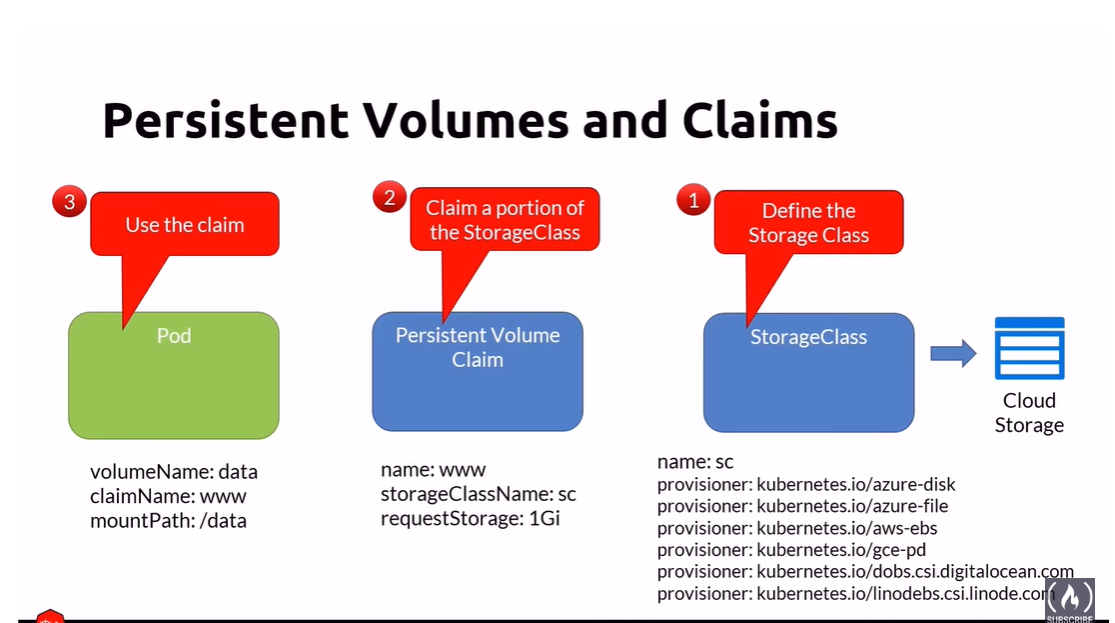 Persistent Volumes and Claims
3
Use the claim
Pod
volumeName: data
claimName: www
mountPath: /data
2
Claim a portion of
the StorageClass
Persistent Volume
Claim
name: www
storageClassName: sc
requestStorage: 1Gi
1
Define the
Storage Class
StorageClass
Cloud
Storage
name: sc
provisioner: kubernetes.io/azure-disk
provisioner: kubernetes.io/azure-file
provisioner: kubernetes.io/aws-ebs
provisioner: kubernetes.io/gce-pd
provisioner: kubernetes.io/dobs.csi.digitalocean.com
provisioner: kubernetes.io/linodebs.csi.linode.com
SUBSCRIBE